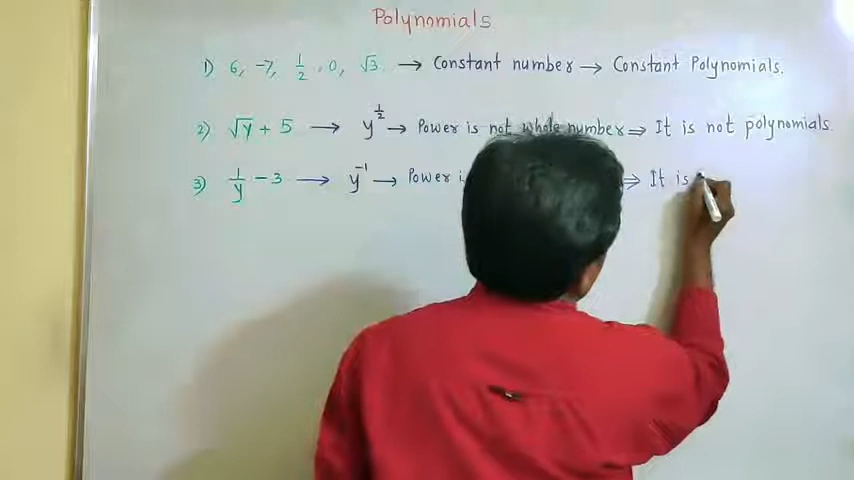 Polynomials
1) 6, -7, 1/2, 0, √3 → Constant number → Constant Polynomials.
2) √y + 5 → y^1/2 → Power is not whole number ⇒ It is not polynomials.
3) 1/y - 3 → y^-1 → Power ⇒ It is